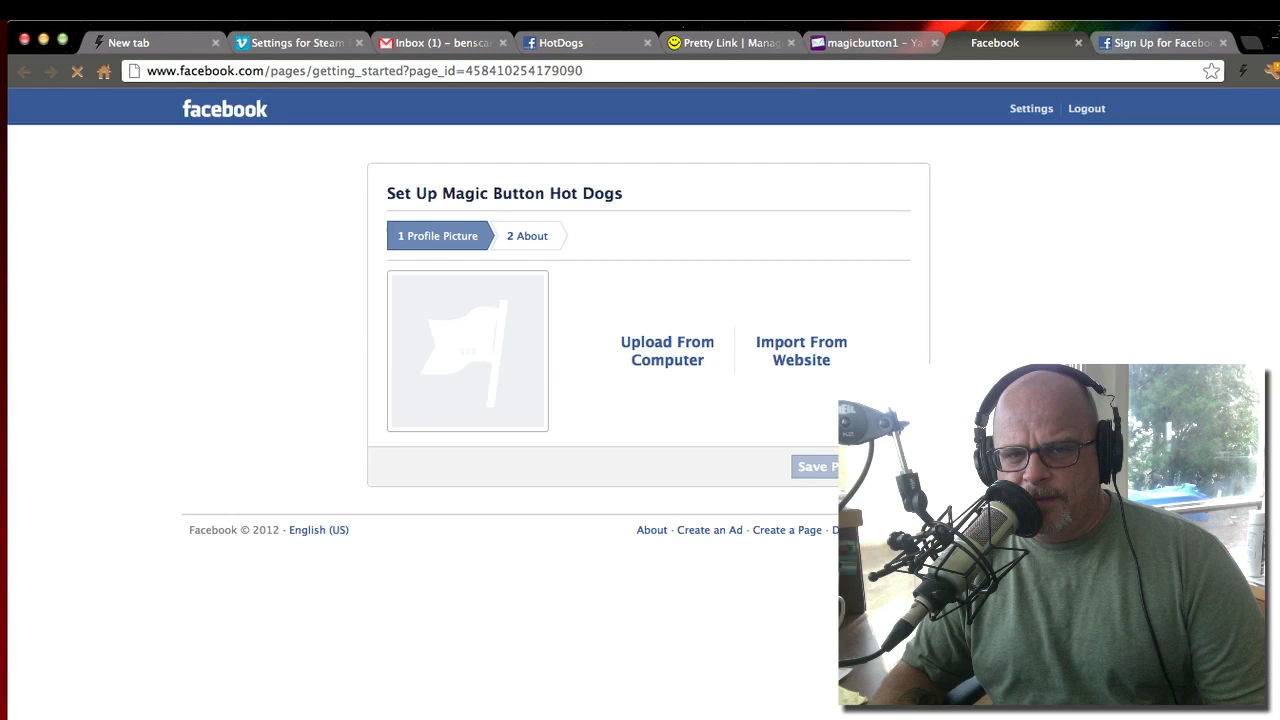 New tab
Settings for Steam
Inbox (1) – bensca
HotDogs
Pretty Link | Manag
magicbutton1 – Ya
Facebook
Sign Up for Facebo
www.facebook.com/pages/getting_started?page_id=458410254179090
facebook
Settings
Logout
Set Up Magic Button Hot Dogs
1 Profile Picture
2 About
Upload From
Computer
Import From
Website
Save P
Facebook © 2012 · English (US)
About · Create an Ad · Create a Page · D